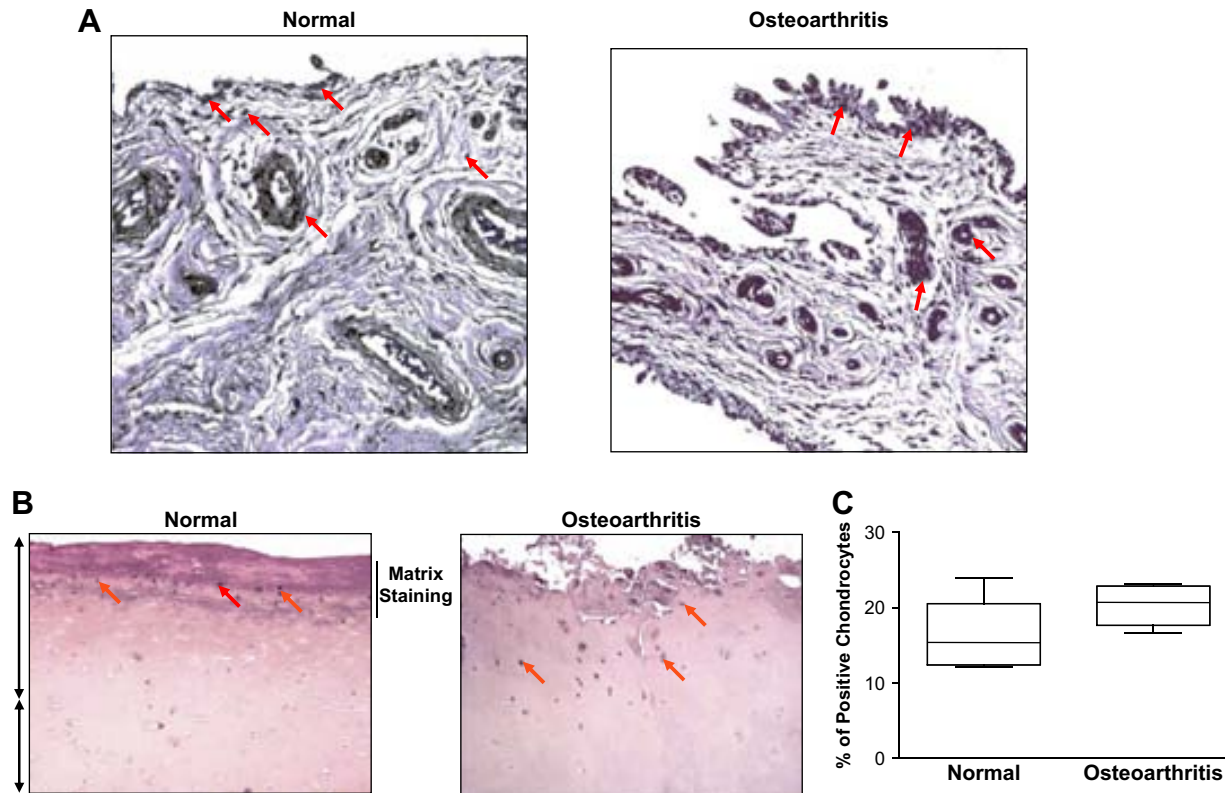 A
Normal
Osteoarthritis
B
Normal
Matrix
Staining
Osteoarthritis
C
% of Positive Chondrocytes
30
20
10
0
Normal
Osteoarthritis